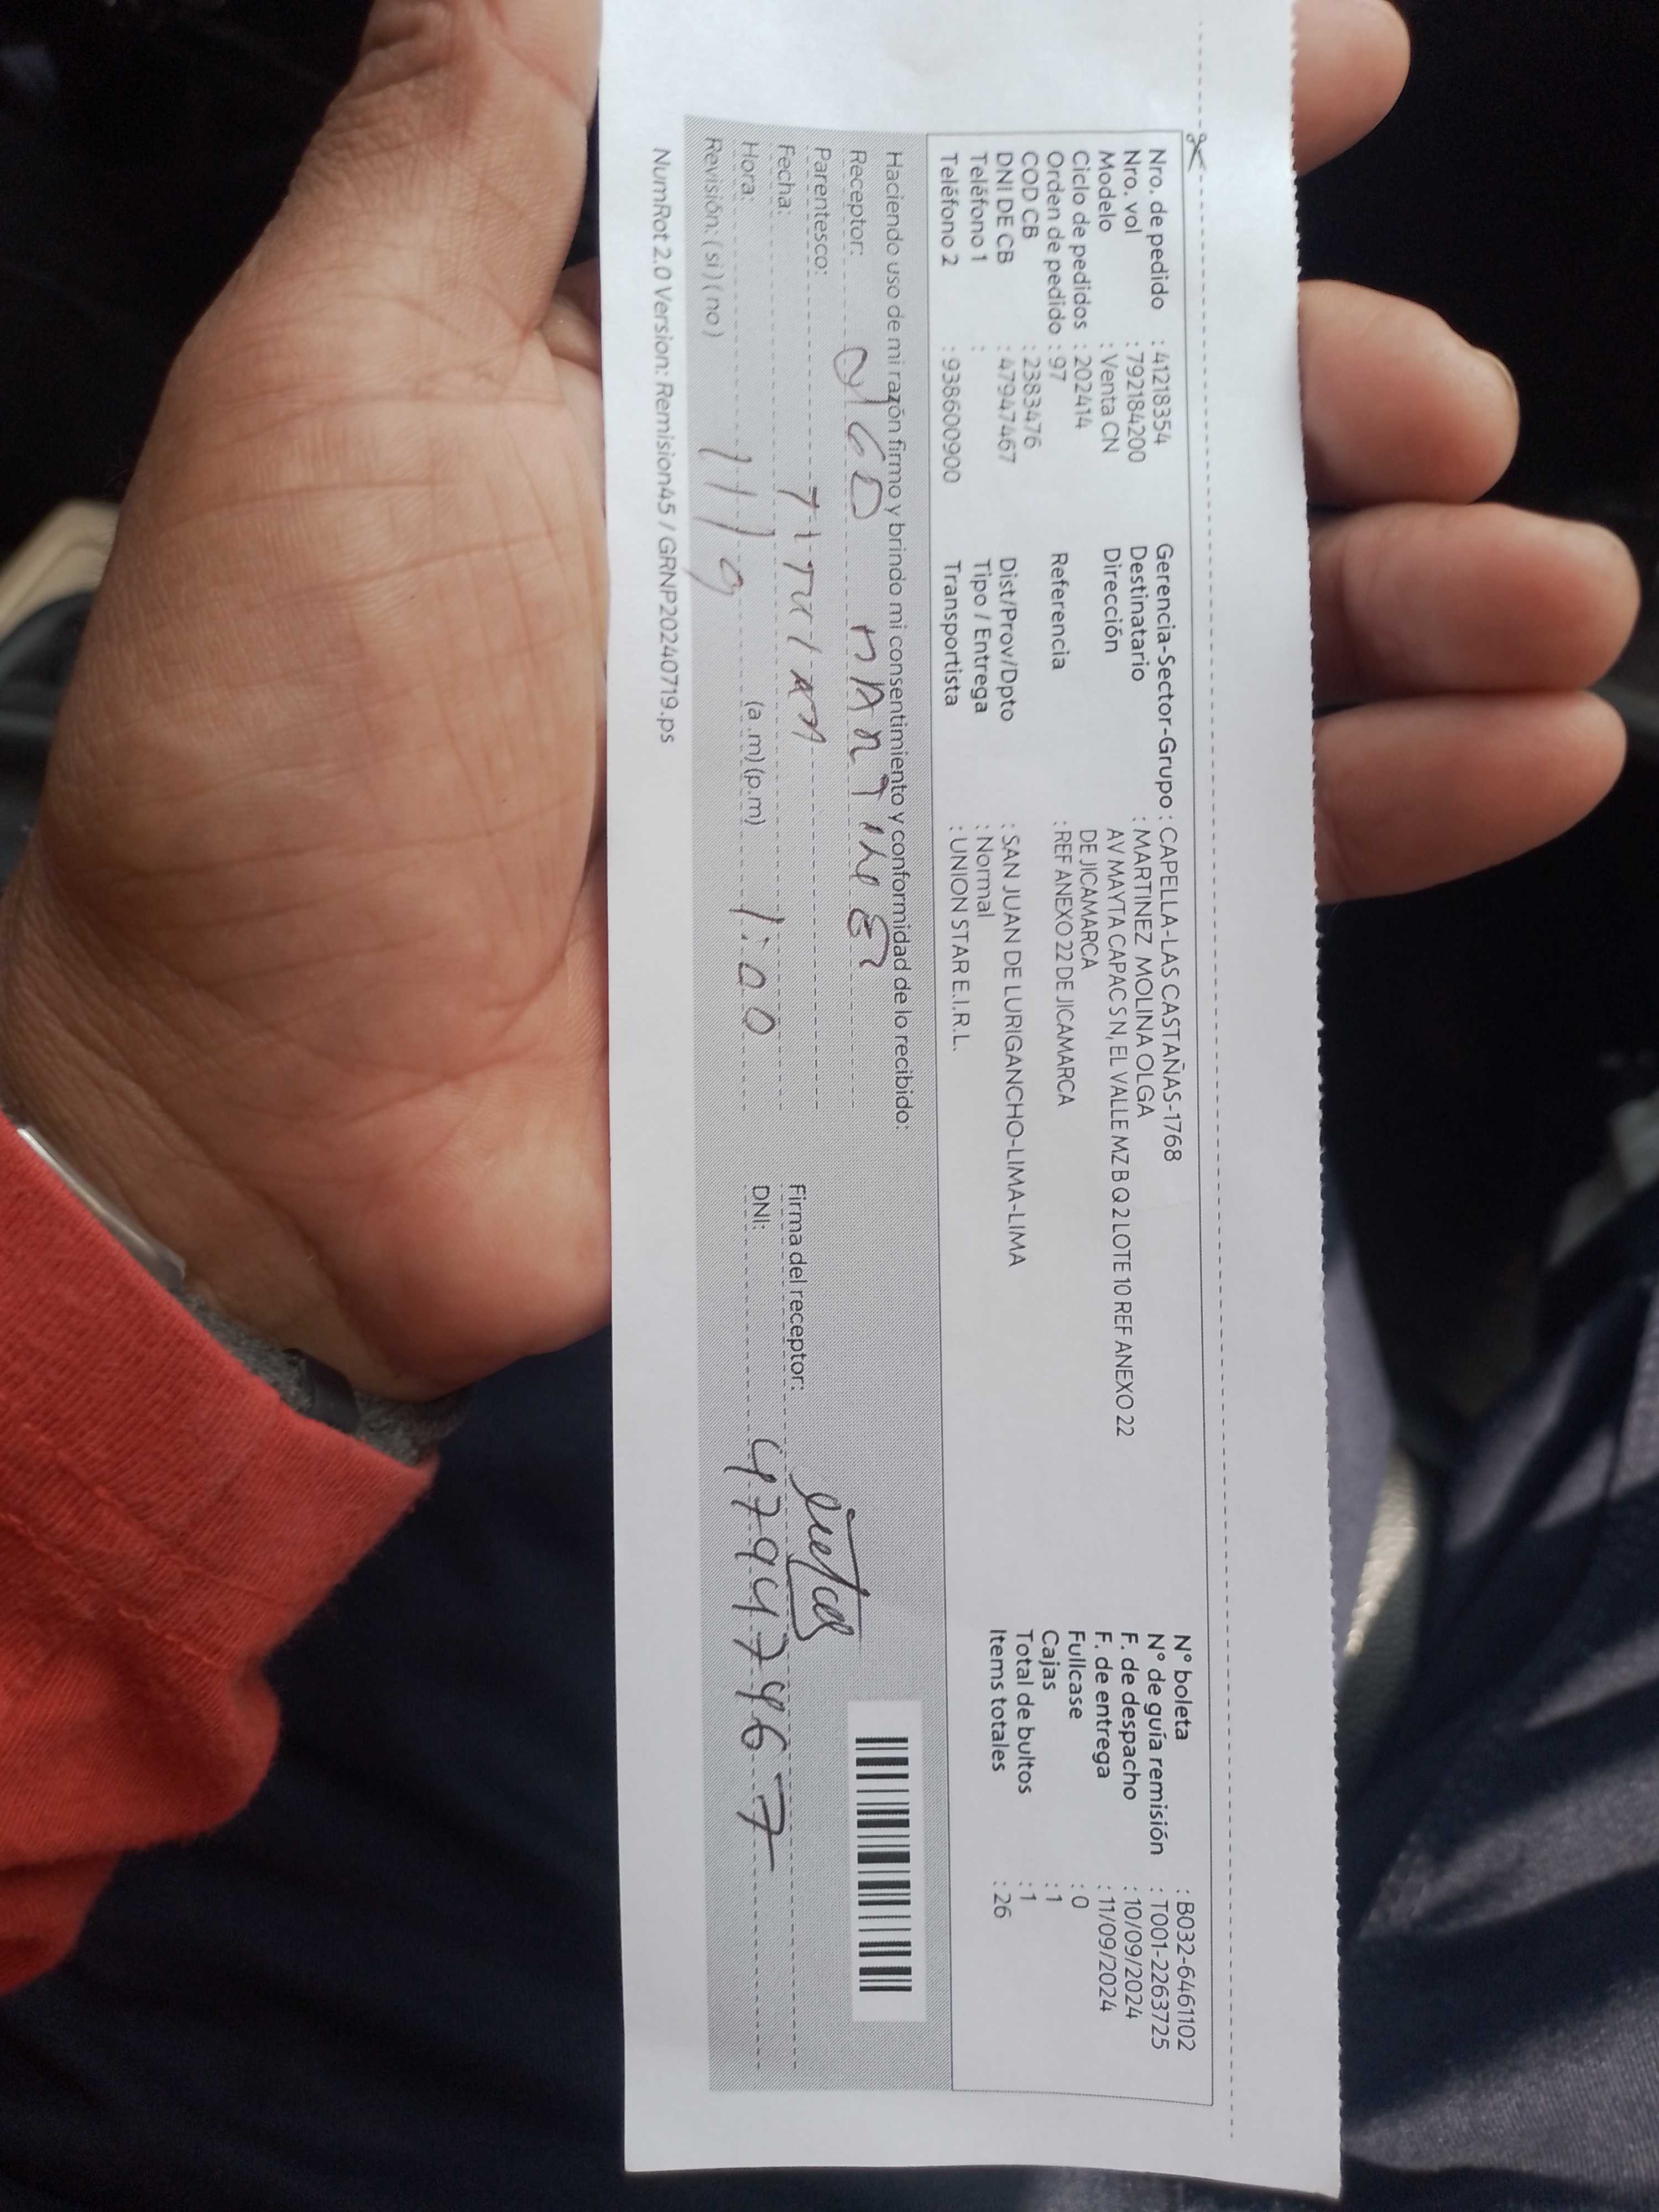 Nro. de pedido : 41218354
Nro. vol : 792184200
Modelo : Venta CN
Ciclo de pedidos : 202414
Orden de pedido : 97
COD CB : 2383476
DNI DE CB : 47947467
Teléfono 1 :
Teléfono 2 : 938600900
Gerencia-Sector-Grupo : CAPELLA-LAS CASTAÑAS-1768
Destinatario : MARTINEZ MOLINA OLGA
Dirección AV MAYTA CAPAC S N, EL VALLE MZ B Q 2 LOTE 10 REF ANEXO 22
DE JICAMARCA
Referencia : REF ANEXO 22 DE JICAMARCA
Dist/Prov/Dpto : SAN JUAN DE LURIGANCHO-LIMA-LIMA
Tipo / Entrega : Normal
Transportista : UNION STAR E.I.R.L.
N° boleta : B032-6461102
N° de guía remisión : T001-2263725
F. de despacho : 10/09/2024
F. de entrega : 11/09/2024
Fullcase : 0
Cajas : 1
Total de bultos : 1
Items totales : 26
Haciendo uso de mi razón firmo y brindo mi consentimiento y conformidad de lo recibido:
Receptor:
Parentesco: TITULAR
Fecha:
Hora: 11/9 (a.m)(p.m) 1:00
Revisión: (si) (no)
Firma del receptor:
DNI: 47947467
NumRot 2.0 Version: Remision45 / GRNP20240719.ps